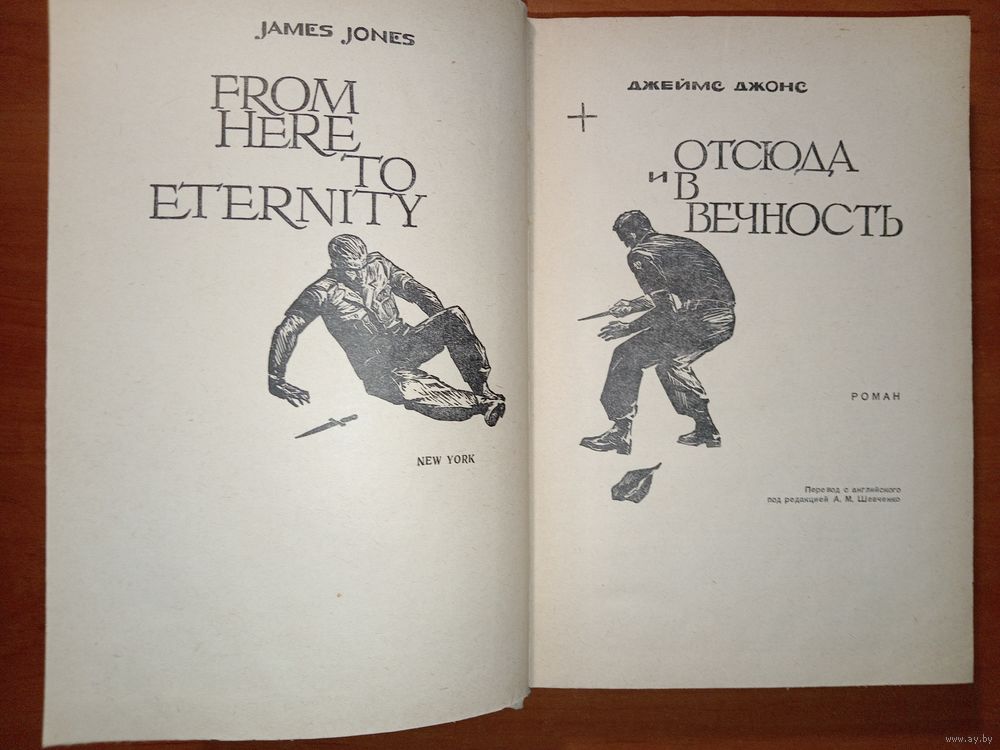 JAMES JONES
FROM
HERE
TO
ETERNITY
NEW YORK
ДЖЕЙМС ДЖОНС
ОТСЮДА
И В
ВЕЧНОСТЬ
РОМАН
Перевод с английского
под редакцией А. М. Шевченко
www.ay.by